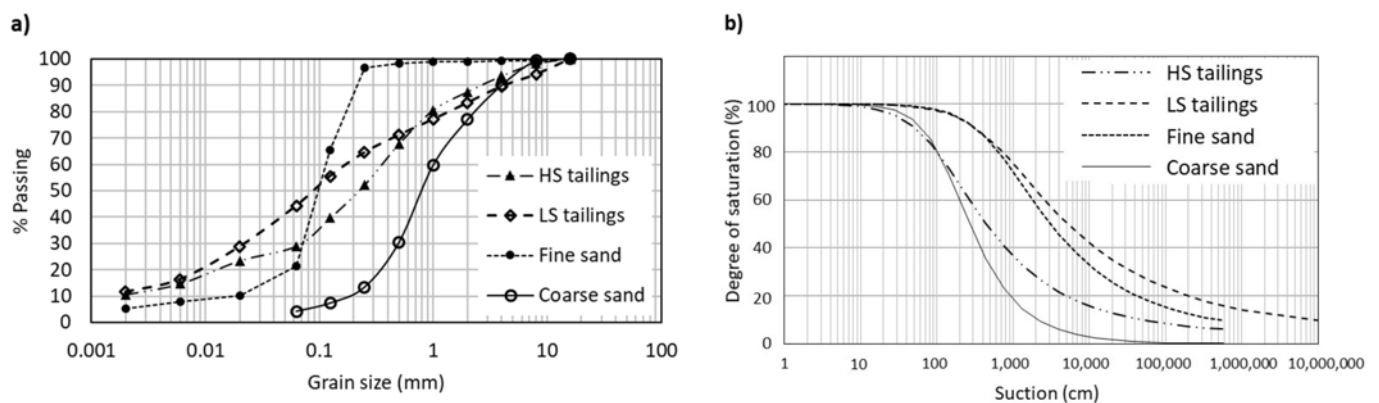 a)
% Passing
100
90
80
70
60
50
40
30
20
10
0
HS tailings
LS tailings
Fine sand
Coarse sand
0.001 0.01 0.1 1 10 100
Grain size (mm)
b)
Degree of saturation (%)
100
80
60
40
20
0
HS tailings
LS tailings
Fine sand
Coarse sand
1 10 100 1,000 10,000 100,000 1,000,000 10,000,000
Suction (cm)